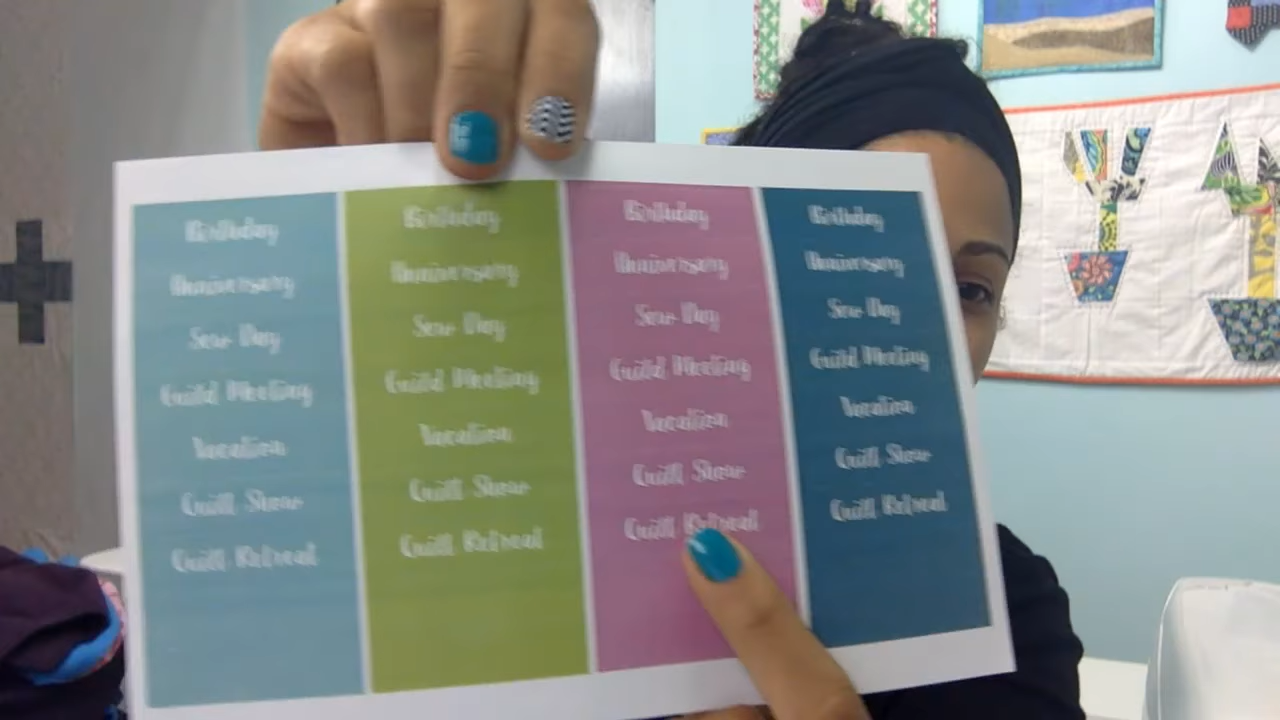 Birthday
Anniversary
Sew Day
Guild Meeting
Vacation
Quilt Show
Quilt Retreat
Birthday
Anniversary
Sew Day
Guild Meeting
Vacation
Quilt Show
Quilt Retreat
Birthday
Anniversary
Sew Day
Guild Meeting
Vacation
Quilt Show
Quilt Retreat
Birthday
Anniversary
Sew Day
Guild Meeting
Vacation
Quilt Show
Quilt Retreat